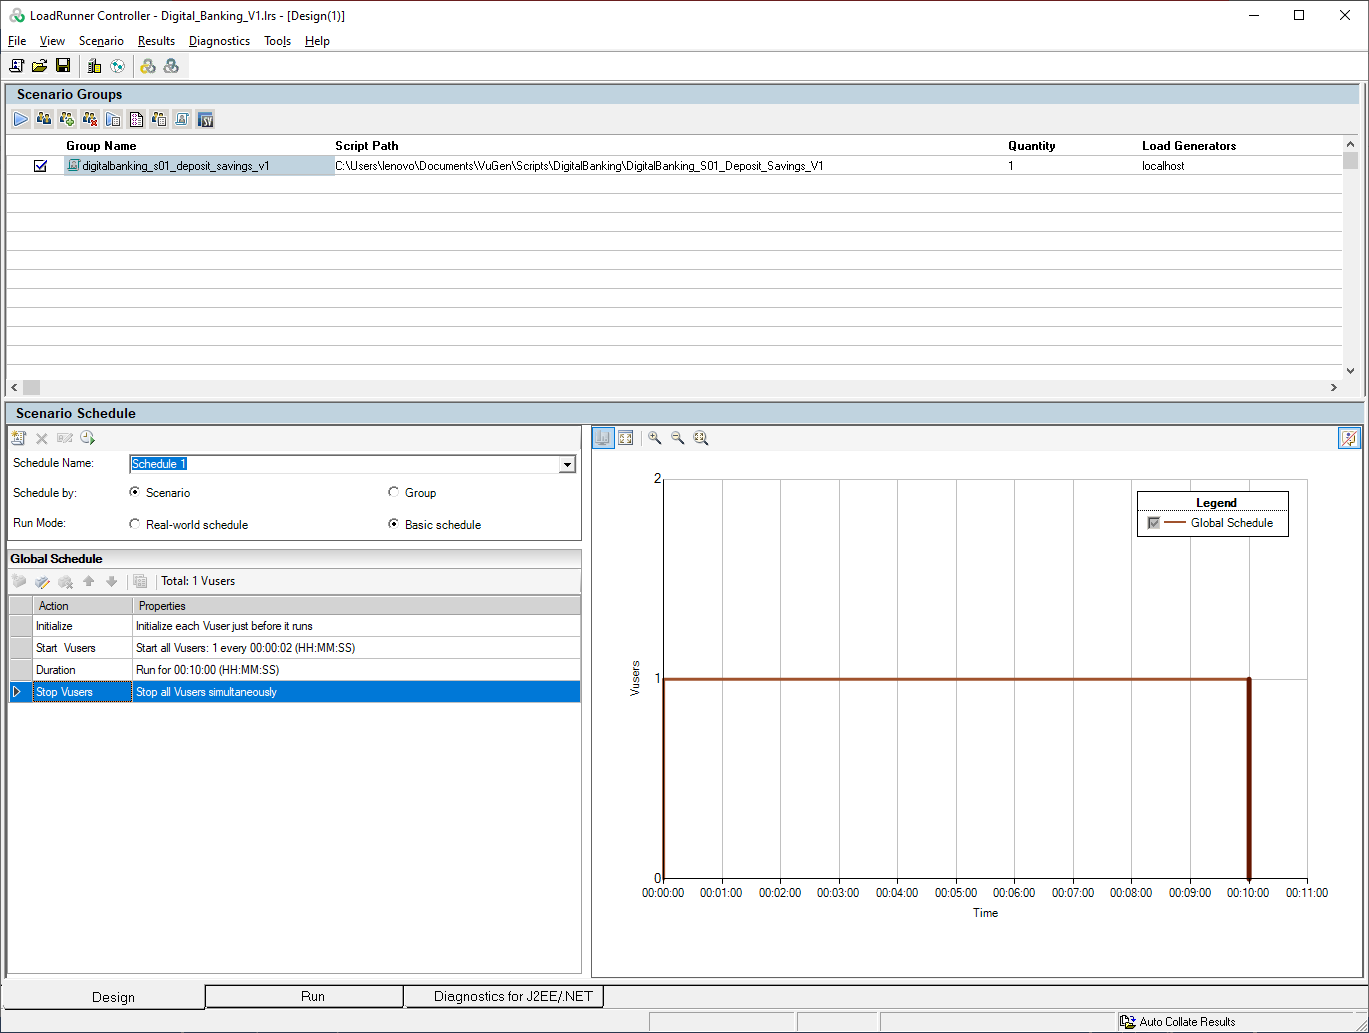 LoadRunner Controller - Digital_Banking_V1.lrs - [Design(1)]
File View Scenario Results Diagnostics Tools Help
Scenario Groups
Group Name Script Path Quantity Load Generators
digitalbanking_s01_deposit_savings_v1 C:\Users\lenovo\Documents\VuGen\Scripts\DigitalBanking\DigitalBanking_S01_Deposit_Savings_V1 1 localhost
Scenario Schedule
Schedule Name: Schedule 1
Schedule by: Scenario Group
Run Mode: Real-world schedule Basic schedule
Global Schedule
Total: 1 Vusers
Action Properties
Initialize Initialize each Vuser just before it runs
Start Vusers Start all Vusers: 1 every 00:00:02 (HH:MM:SS)
Duration Run for 00:10:00 (HH:MM:SS)
Stop Vusers Stop all Vusers simultaneously
2
Legend
Global Schedule
Vusers
1
0
00:00:00 00:01:00 00:02:00 00:03:00 00:04:00 00:05:00 00:06:00 00:07:00 00:08:00 00:09:00 00:10:00 00:11:00
Time
Design Run Diagnostics for J2EE/.NET
Auto Collate Results